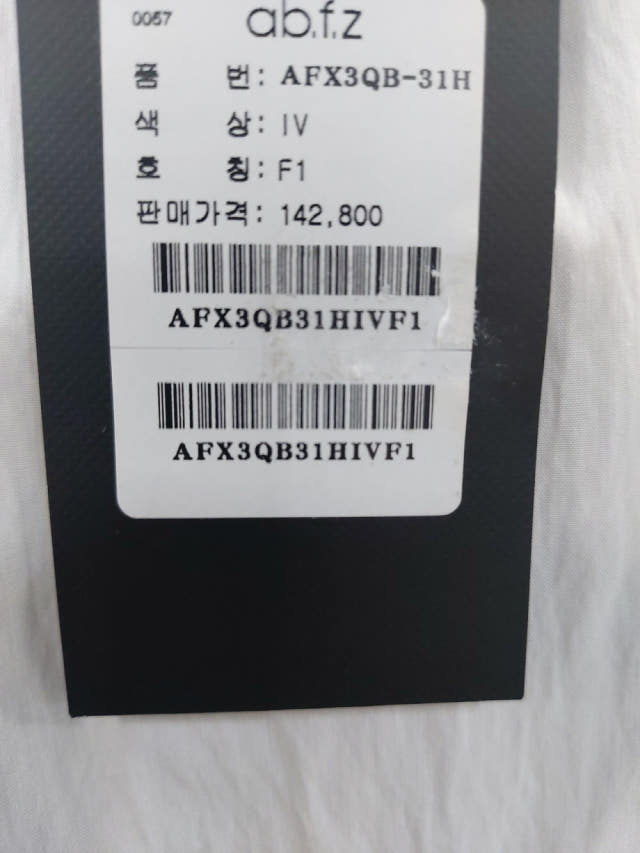 0057
ab.f.z
품 번: AFX3QB-31H
색 상: IV
호 칭: F1
판매가격: 142,800
AFX3QB31HIVF1
AFX3QB31HIVF1